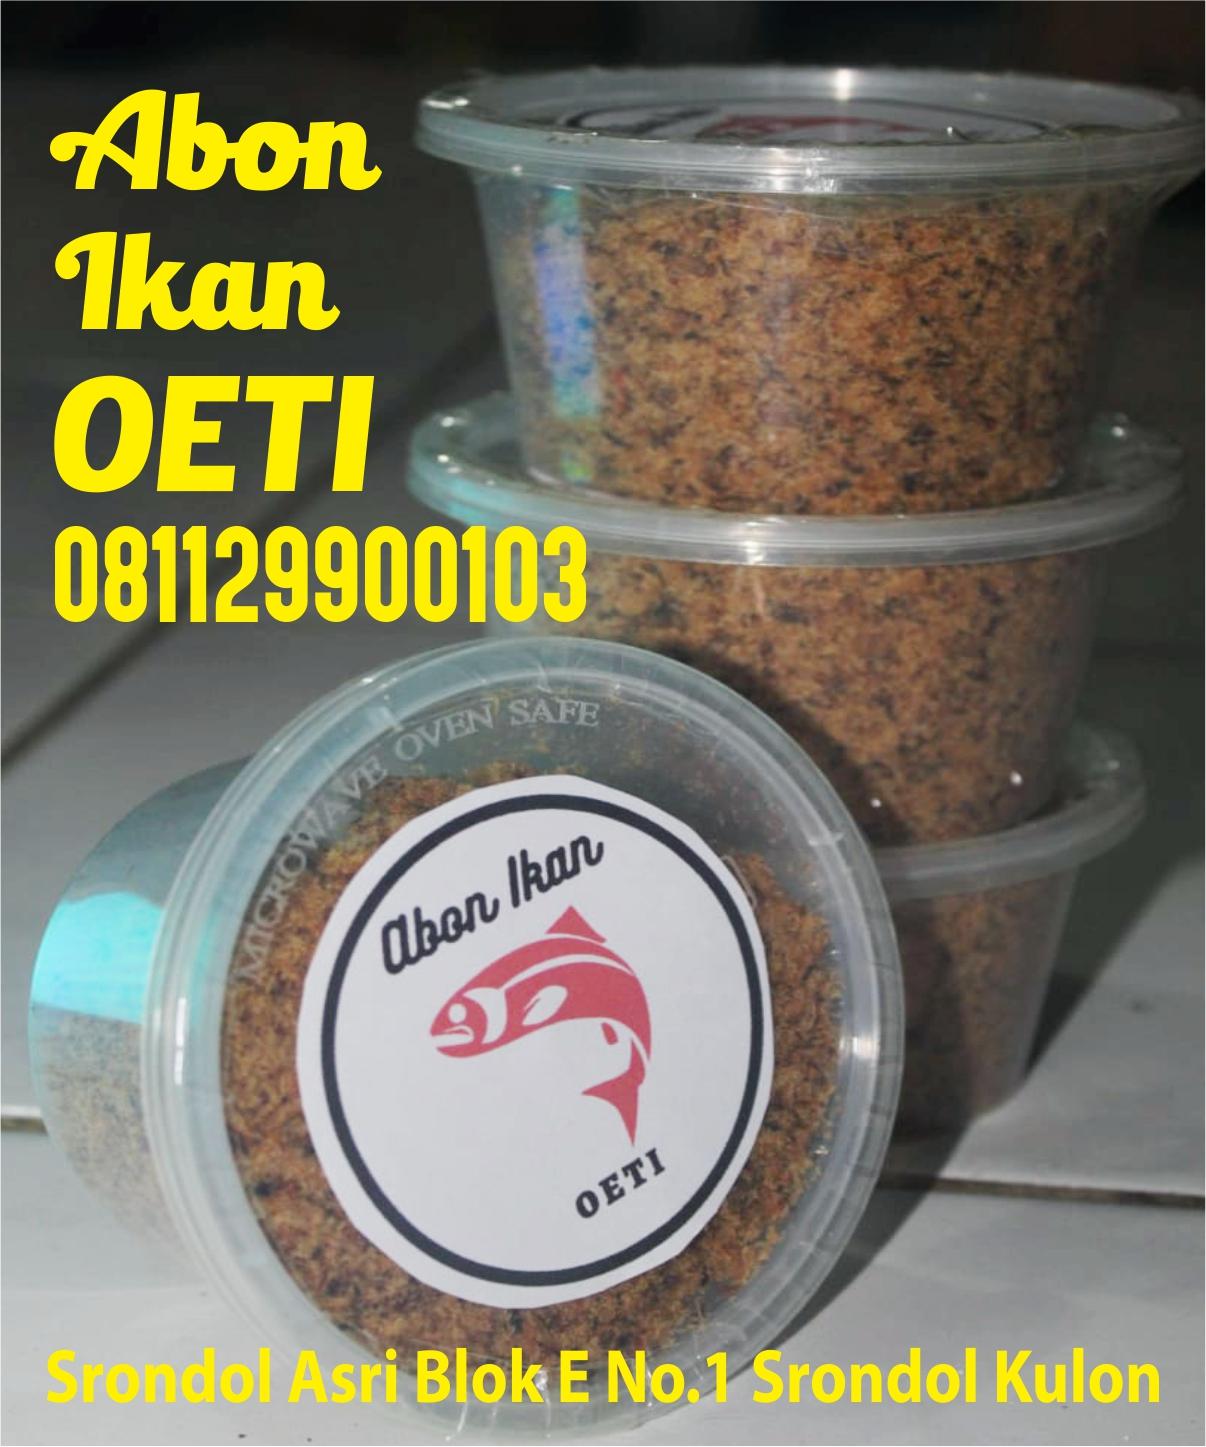 Abon
Ikan
OETI
081129900103
MICROWAVE OVEN SAFE
Abon Ikan
OETI
Srondol Asri Blok E No.1 Srondol Kulon